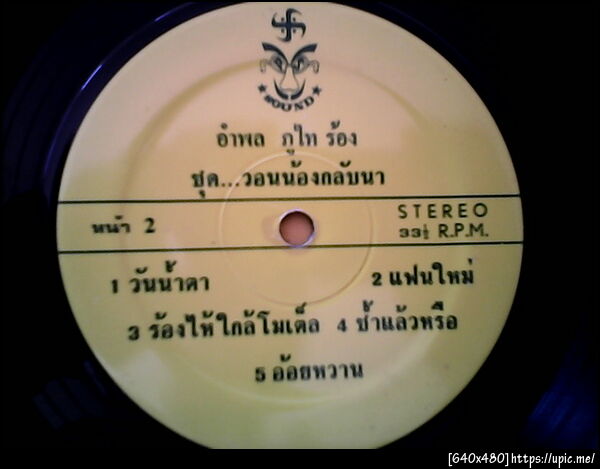 ★ SOUND ★
อำพล ภูไท ร้อง
ชุด...วอนน้องกลับนา
หน้า 2
STEREO
33⅓ R.P.M.
1 วันน้ำตา 2 แฟนใหม่
3 ร้องไห้ใกล้โมเต็ล 4 ช้ำแล้วหรือ
5 อ้อยหวาน
[640x480]https://upic.me/